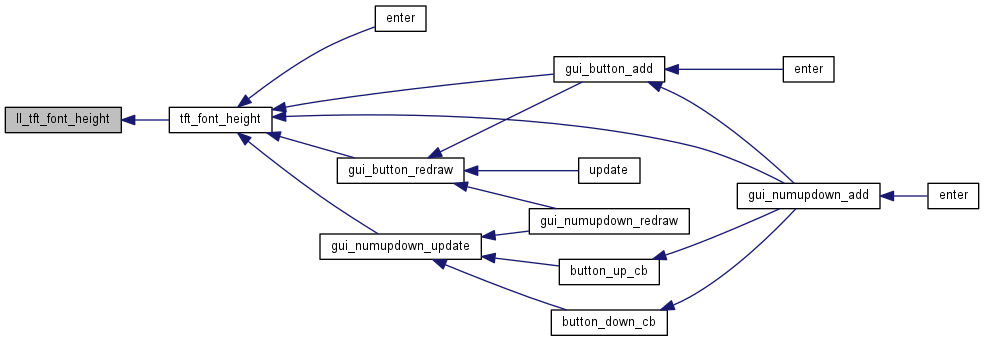 enter
gui_button_add
enter
ll_tft_font_height
tft_font_height
gui_button_redraw
update
gui_numupdown_add
enter
gui_numupdown_redraw
gui_numupdown_update
button_up_cb
button_down_cb